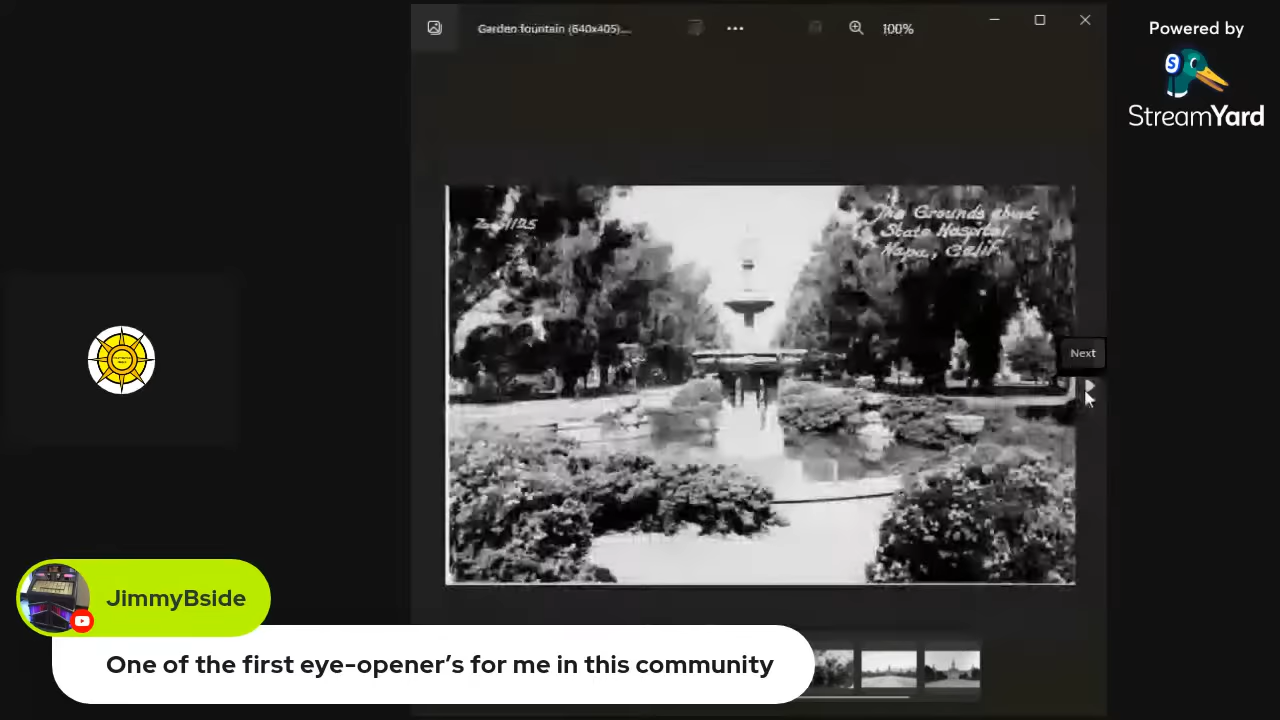 Garden fountain (640x405)....
100%
Powered by
StreamYard
The Grounds about
State Hospital.
Napa, Calif.
Next
JimmyBside
One of the first eye-opener's for me in this community